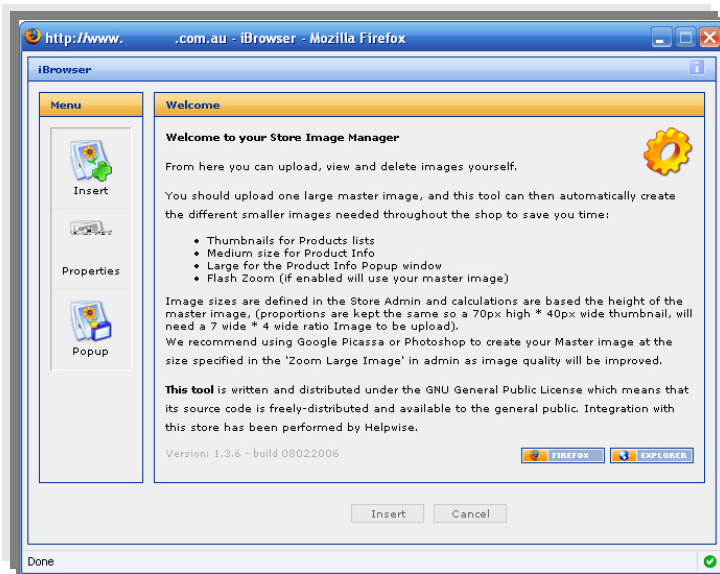 http://www. .com.au - iBrowser - Mozilla Firefox
iBrowser
i
Menu
Insert
Properties
Popup
Welcome
Welcome to your Store Image Manager
From here you can upload, view and delete images yourself.
You should upload one large master image, and this tool can then automatically create
the different smaller images needed throughout the shop to save you time:
• Thumbnails for Products lists
• Medium size for Product Info
• Large for the Product Info Popup window
• Flash Zoom (if enabled will use your master image)
Image sizes are defined in the Store Admin and calculations are based the height of the
master image, (proportions are kept the same so a 70px high * 40px wide thumbnail, will
need a 7 wide * 4 wide ratio Image to be upload).
We recommend using Google Picassa or Photoshop to create your Master image at the
size specified in the 'Zoom Large Image' in admin as image quality will be improved.
This tool is written and distributed under the GNU General Public License which means that
its source code is freely-distributed and available to the general public. Integration with
this store has been performed by Helpwise.
Version: 1.3.6 - build 08022006
FIREFOX
EXPLORER
Insert
Cancel
Done